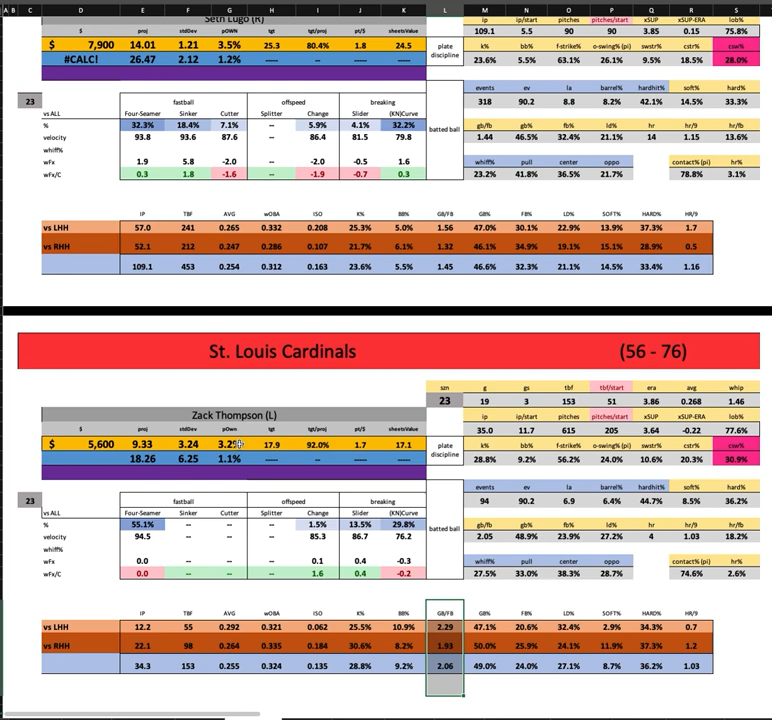 C D E F G H I J K L M N O P Q R S
Seth Lugo (R) ip ip/start pitches pitches/start xSUP xSUP-ERA lob%
109.1 5.5 90 90 3.85 0.15 75.8%
$ proj stdDev pOWN tgt tgt/proj pt/$ sheetsValue
$ 7,900 14.01 1.21 3.5% 25.3 80.4% 1.8 24.5 plate discipline k% bb% f-strike% o-swing% (pi) swstr% cstr% csw%
#CALC! 26.47 2.12 1.2% ---- ---- -- ---- 23.6% 5.5% 63.1% 26.1% 9.5% 18.5% 28.0%
events ev la barrel% hardhit% soft% hard%
23 fastball offspeed breaking 318 90.2 8.8 8.2% 42.1% 14.5% 33.3%
vs ALL Four-Seamer Sinker Cutter Splitter Change Slider (KN)Curve
% 32.3% 18.4% 7.1% -- 5.9% 4.1% 32.2% batted ball gb/fb gb% fb% ld% hr hr/9 hr/fb
velocity 93.8 93.6 87.6 -- 86.4 81.5 79.8 1.44 46.5% 32.4% 21.1% 14 1.15 13.6%
whiff%
wFx 1.9 5.8 -2.0 -- -2.0 -0.5 1.6 whiff% pull center oppo contact% (pi) hr%
wFx/C 0.3 1.8 -1.6 -- -1.9 -0.7 0.3 23.2% 41.8% 36.5% 21.7% 78.8% 3.1%
IP TBF AVG wOBA ISO K% BB% GB/FB GB% FB% LD% SOFT% HARD% HR/9
vs LHH 57.0 241 0.265 0.332 0.208 25.3% 5.0% 1.56 47.0% 30.1% 22.9% 13.9% 37.3% 1.7
vs RHH 52.1 212 0.247 0.286 0.107 21.7% 6.1% 1.32 46.1% 34.9% 19.1% 15.1% 28.9% 0.5
109.1 453 0.254 0.312 0.163 23.6% 5.5% 1.45 46.6% 32.3% 21.1% 14.5% 33.4% 1.16
St. Louis Cardinals (56 - 76)
szn g gs tbf tbf/start era avg whip
23 19 3 153 51 3.86 0.268 1.46
Zack Thompson (L) ip ip/start pitches pitches/start xSUP xSUP-ERA lob%
$ proj stdDev pOwn tgt tgt/proj pt/$ sheetsValue 35.0 11.7 615 205 3.64 -0.22 77.6%
$ 5,600 9.33 3.24 3.2% 17.9 92.0% 1.7 17.1 plate discipline k% bb% f-strike% o-swing% (pi) swstr% cstr% csw%
18.26 6.25 1.1% ---- ---- -- ---- 28.8% 9.2% 56.2% 24.0% 10.6% 20.3% 30.9%
events ev la barrel% hardhit% soft% hard%
23 fastball offspeed breaking 94 90.2 6.9 6.4% 44.7% 8.5% 36.2%
vs ALL Four-Seamer Sinker Cutter Splitter Change Slider (KN)Curve
% 55.1% -- -- -- 1.5% 13.5% 29.8% batted ball gb/fb gb% fb% ld% hr hr/9 hr/fb
velocity 94.5 -- -- -- 85.3 86.7 76.2 2.05 48.9% 23.9% 27.2% 4 1.03 18.2%
whiff%
wFx 0.0 -- -- -- 0.1 0.4 -0.3 whiff% pull center oppo contact% (pi) hr%
wFx/C 0.0 -- -- -- 1.6 0.4 -0.2 27.5% 33.0% 38.3% 28.7% 74.6% 2.6%
IP TBF AVG wOBA ISO K% BB% GB/FB GB% FB% LD% SOFT% HARD% HR/9
vs LHH 12.2 55 0.292 0.321 0.062 25.5% 10.9% 2.29 47.1% 20.6% 32.4% 2.9% 34.3% 0.7
vs RHH 22.1 98 0.264 0.335 0.184 30.6% 8.2% 1.93 50.0% 25.9% 24.1% 11.9% 37.3% 1.2
34.3 153 0.255 0.324 0.135 28.8% 9.2% 2.06 49.0% 24.0% 27.1% 8.7% 36.2% 1.03